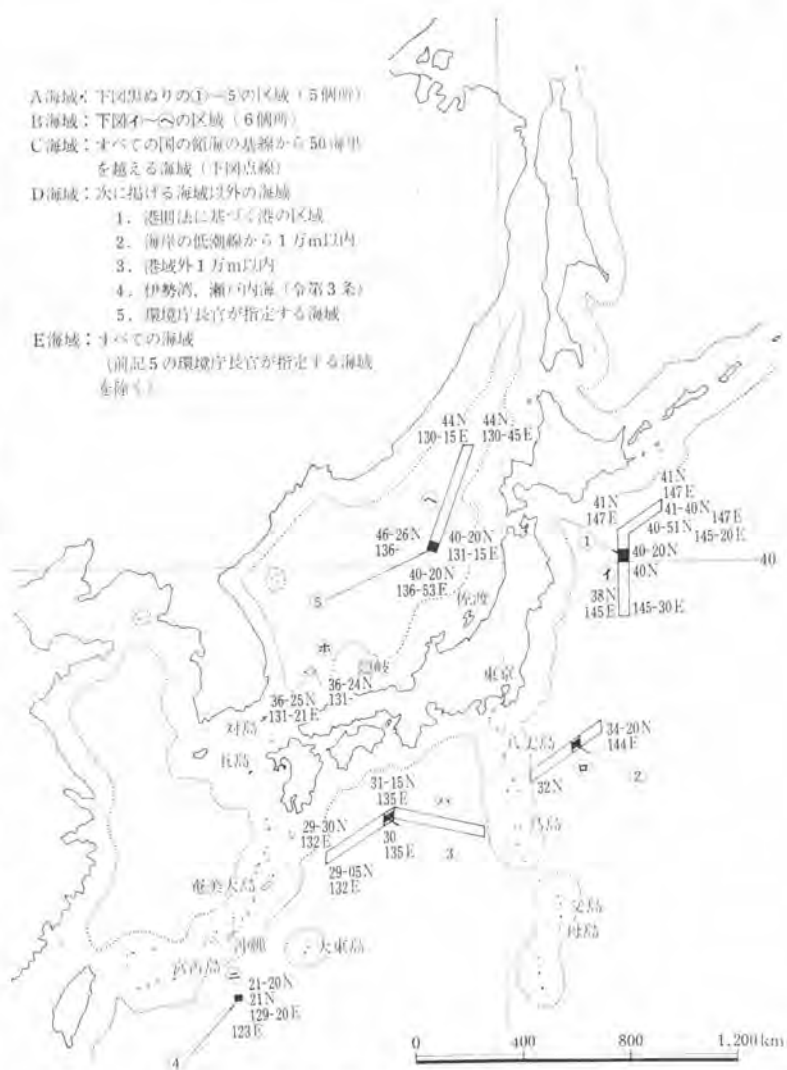 A海域：下図黒ぬりの①〜⑤の区域（5個所）
B海域：下図イ〜ヘの区域（6個所）
C海域：すべての国の領海の基線から50海里
を越える海域（下図点線）
D海域：次に掲げる海域以外の海域
1．港則法に基づく港の区域
2．海岸の低潮線から1万m以内
3．港域外1万m以内
4．伊勢湾，瀬戸内海（令第3条）
5．環境庁長官が指定する海域
E海域：すべての海域
（前記5の環境庁長官が指定する海域
を除く）
44N
130-15E
44N
130-45E
ヘ
46-26N
136-
40-20N
131-15E
40-20N
136-53E
⑤
佐渡
41N
147E
41N
147E
41-40N
147E
40-51N
145-20E
①
40-20N
40N
40
イ
38N
145E
145-30E
ホ
隠岐
36-24N
131-
36-25N
131-21E
対馬
五島
東京
八丈島
34-20N
144E
ロ
②
32N
31-15N
135E
ハ
29-30N
132E
30
135E
3
29-05N
132E
鳥島
奄美大島
沖縄
大東島
宮古島
父島
母島
ニ
21-20N
21N
129-20E
123E
④
0
400
800
1,200km